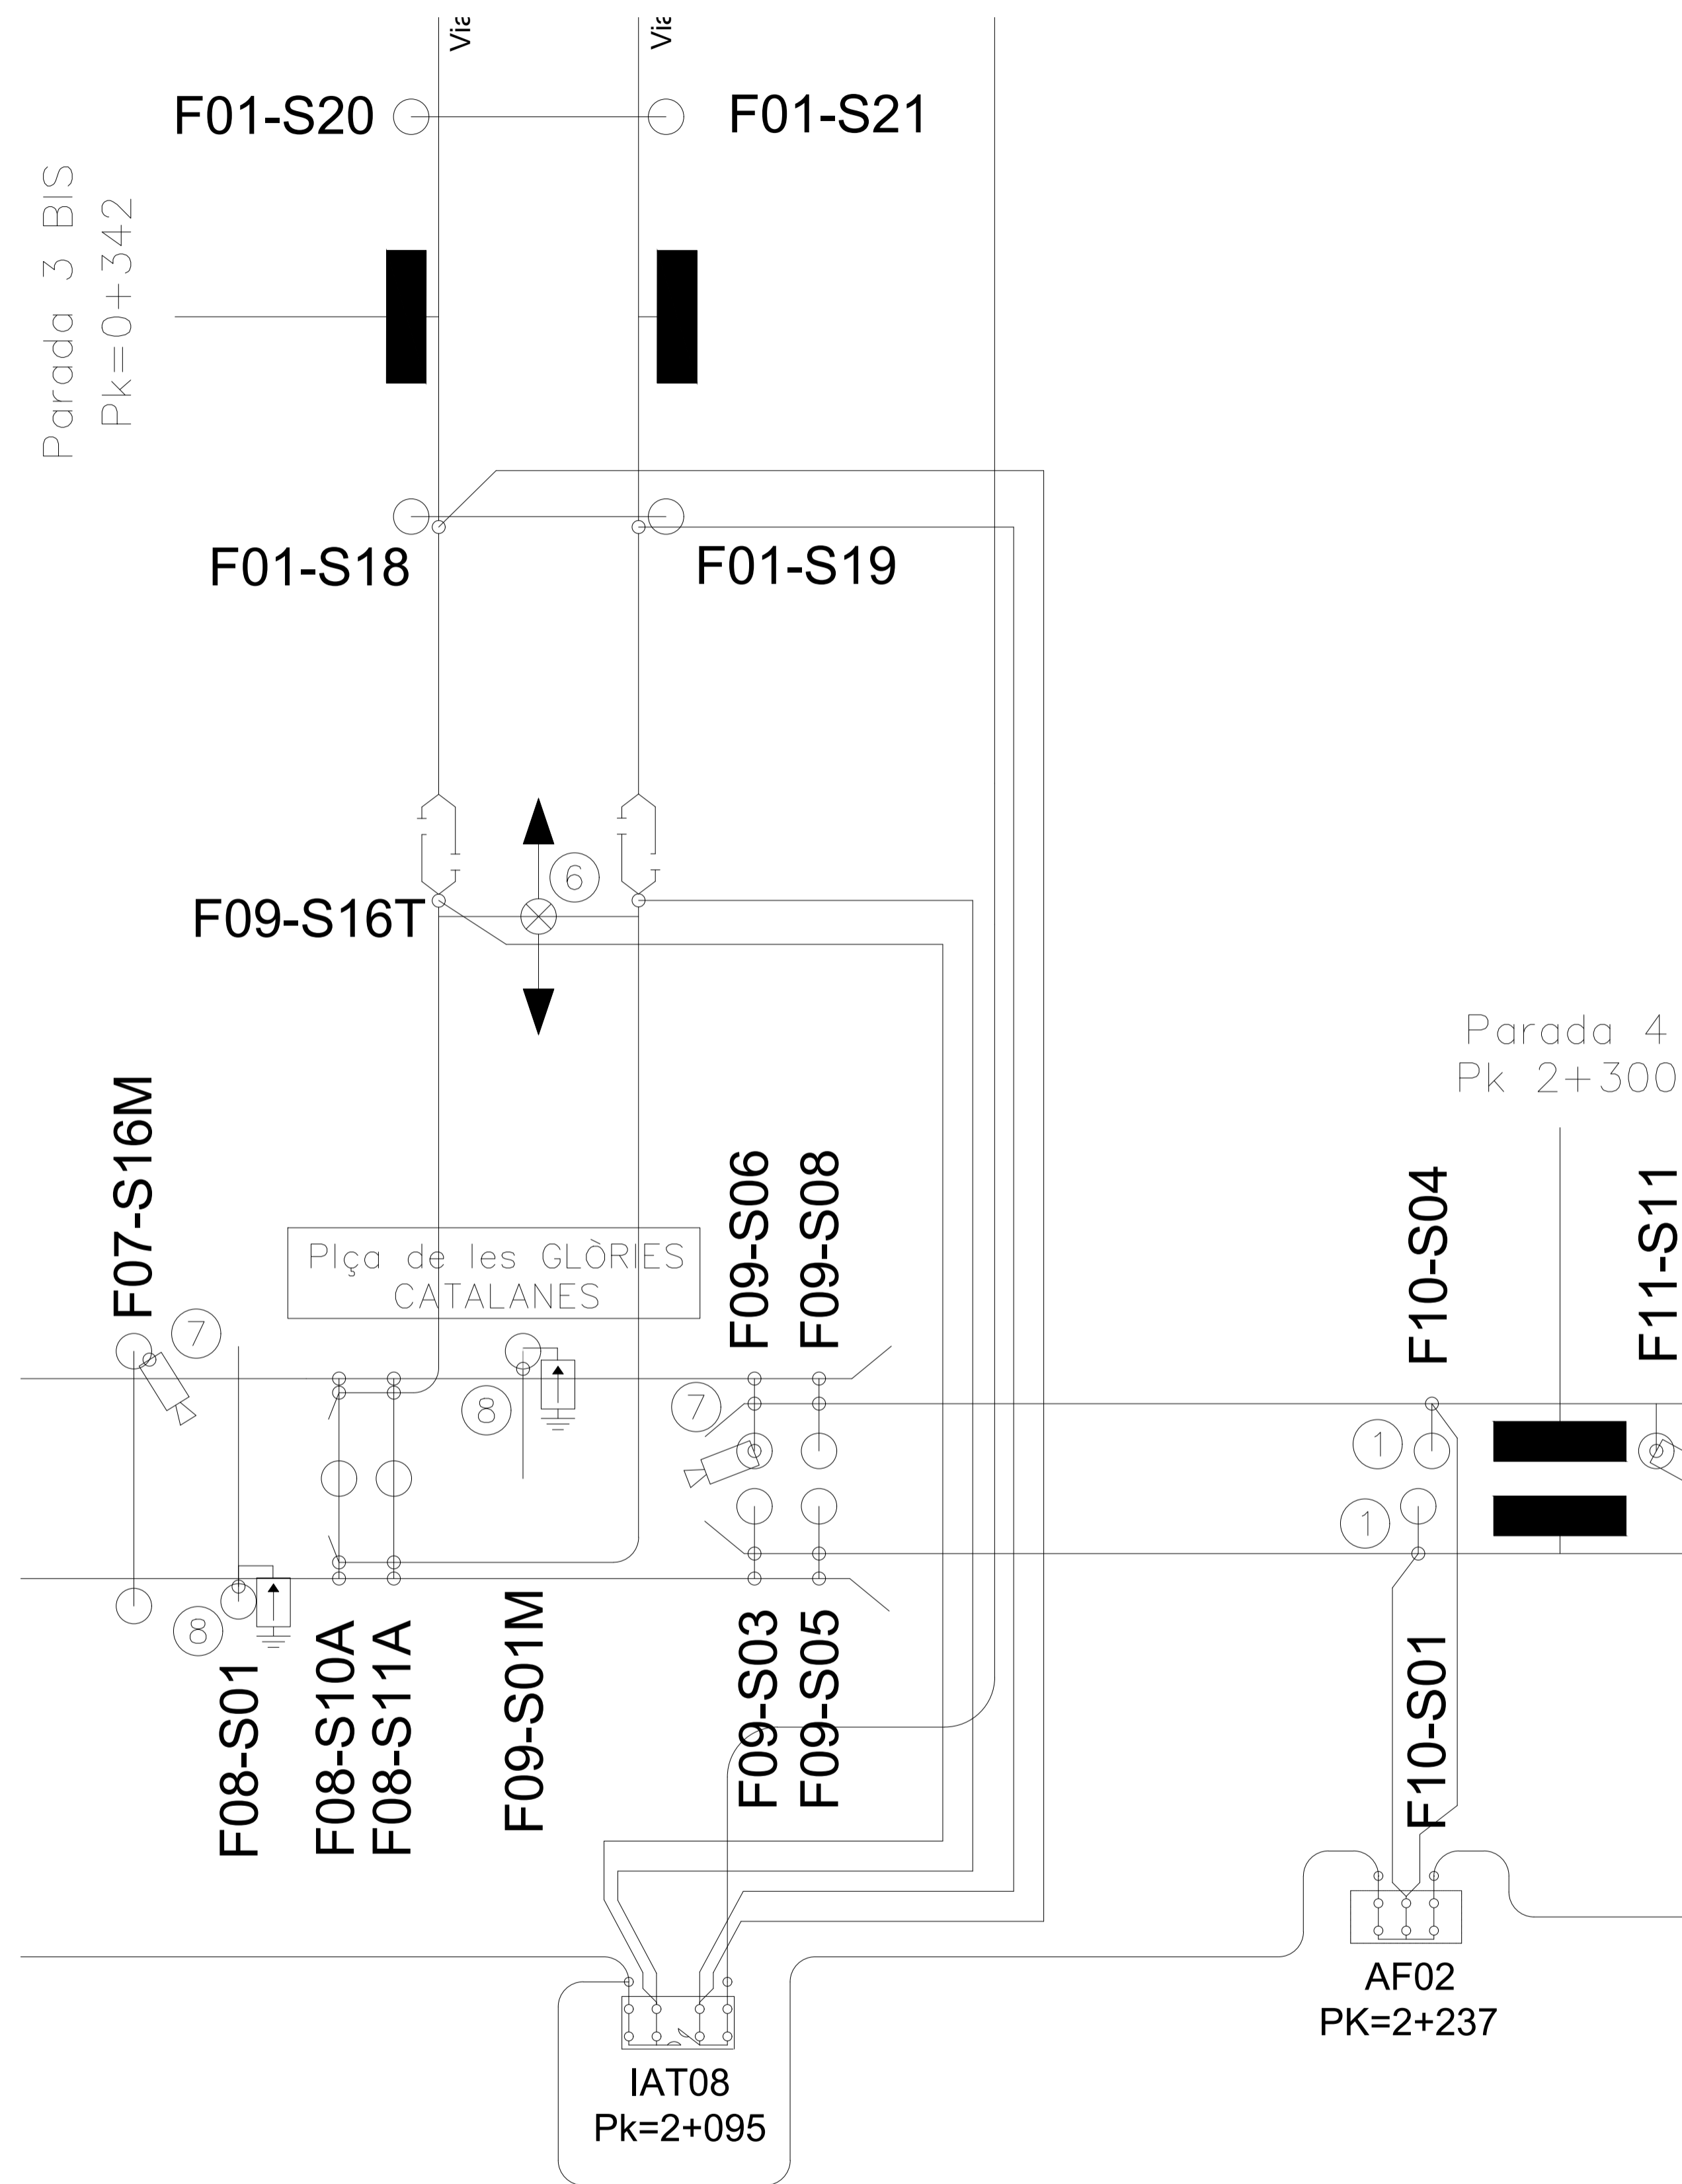 Via
Via
F01-S20
F01-S21
Parada 3 BIS
Pk=0+342
F01-S18
F01-S19
6
F09-S16T
Parada 4
Pk 2+300
F07-S16M
F09-S06
F09-S08
F10-S04
F11-S11
Plça de les GLÒRIES
CATALANES
7
8
7
1
1
8
F08-S01
F08-S10A
F08-S11A
F09-S01M
F09-S03
F09-S05
F10-S01
AF02
PK=2+237
IAT08
Pk=2+095